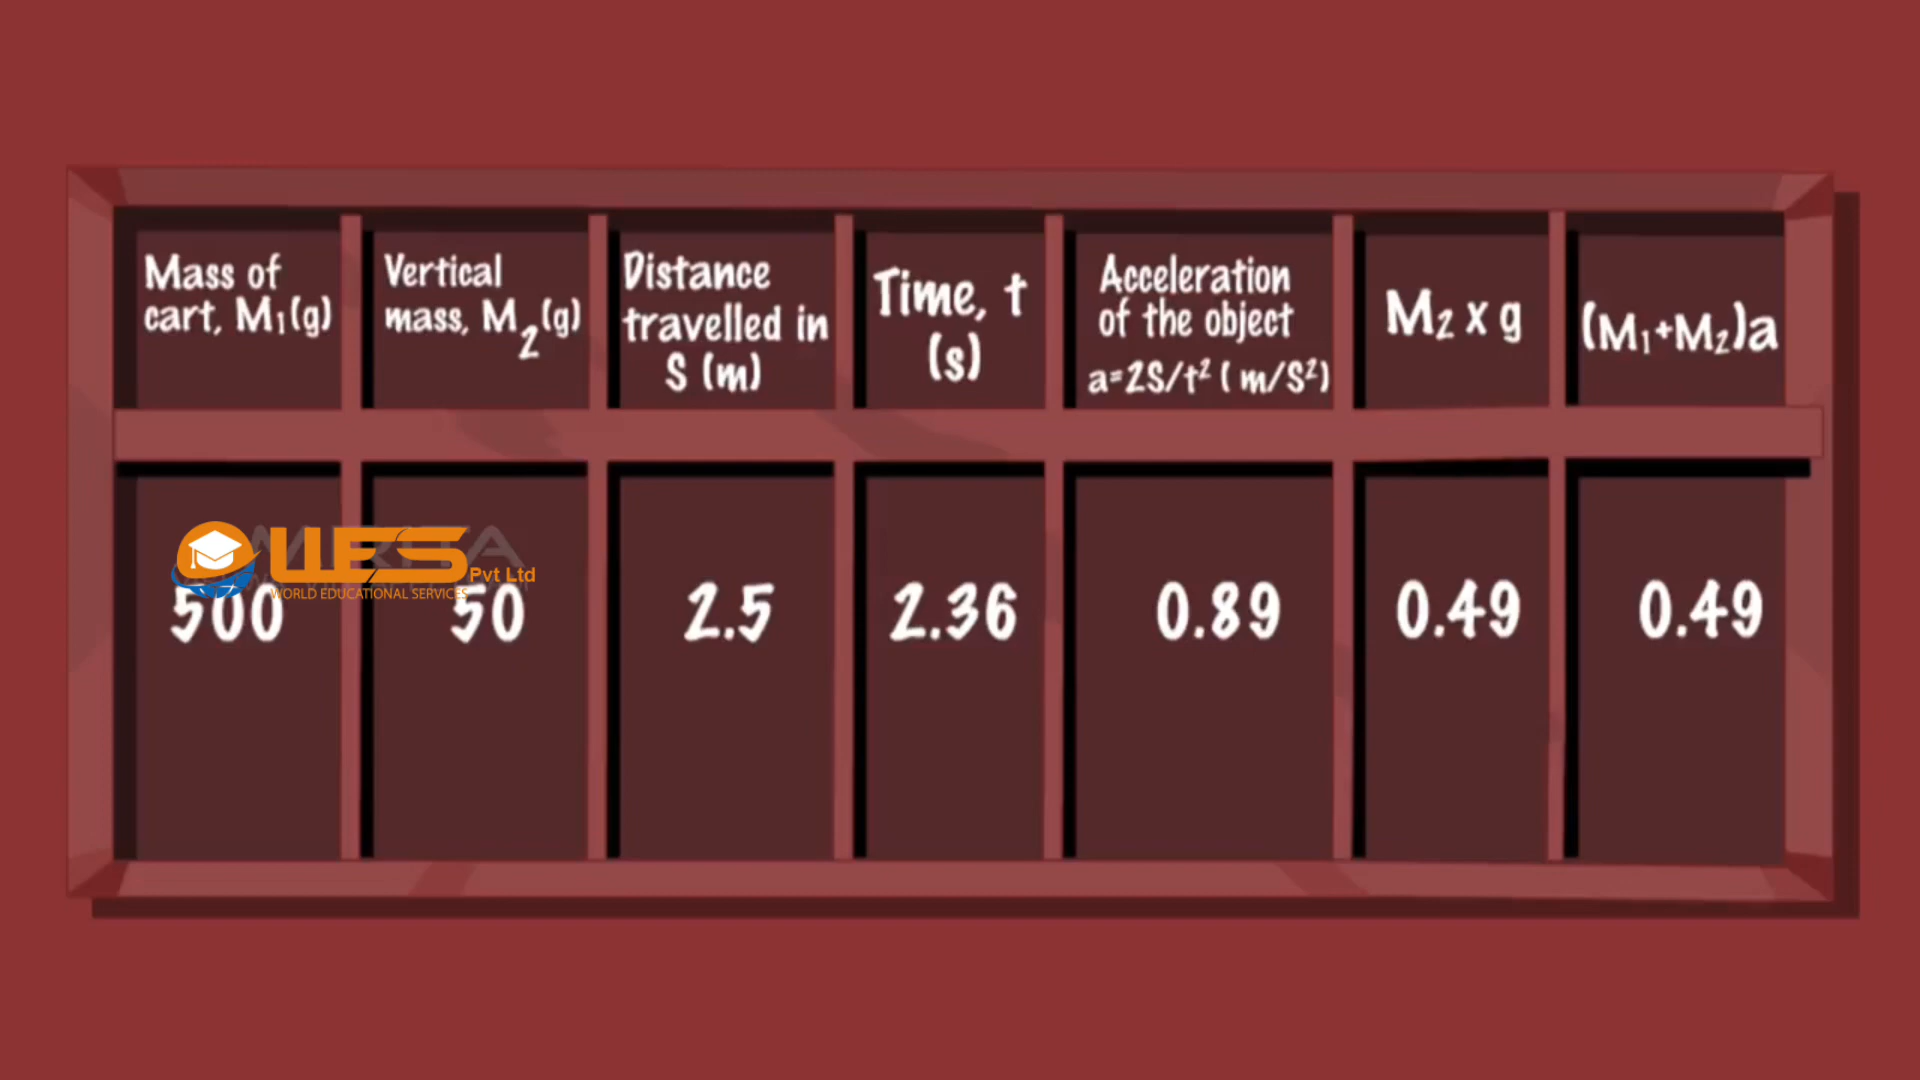 Mass of
cart, M₁(g)
Vertical
mass, M₂(g)
Distance
travelled in
S (m)
Time, t
(s)
Acceleration
of the object
a=2S/t² ( m/S²)
M₂ x g
(M₁+M₂)a
WES
Pvt Ltd
WORLD EDUCATIONAL SERVICES
500
50
2.5
2.36
0.89
0.49
0.49